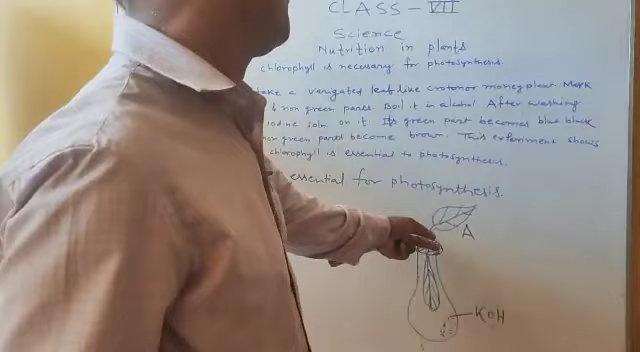 CLASS - VII
Science
Nutrition in plants
chlorophyll is necessary for photosynthesis.
take a varigated leaf like croton or money plant. Mark
& non green parts. Boil it in alcohol After washing
iodine soln on it Its green part becomes blue black
non green parts become brown. This experiment shows
chlorophyll is essential to photosynthesis.
essential for photosynthesis.
A
KOH